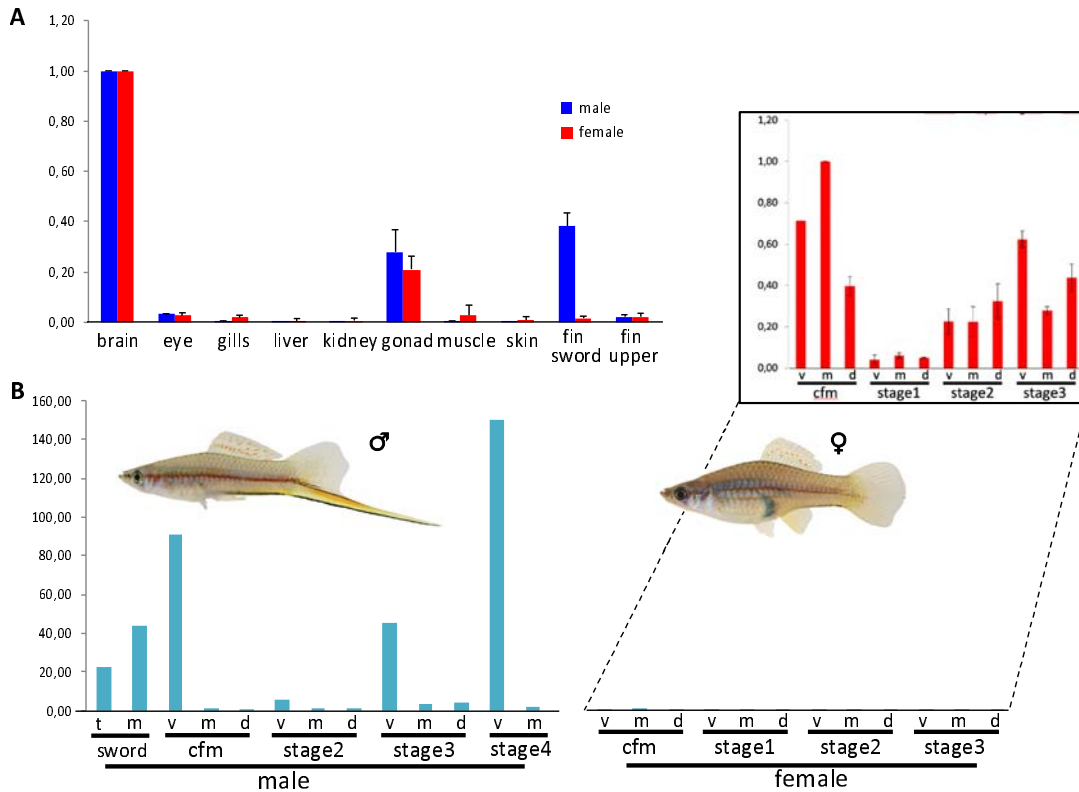 A
1,20
1,00
0,80
0,60
0,40
0,20
0,00
male
female
brain eye gills liver kidney gonad muscle skin fin sword fin upper
1,20
1,00
0,80
0,60
0,40
0,20
0,00
v m d v m d v m d v m d
cfm stage1 stage2 stage3
B
160,00
140,00
120,00
100,00
80,00
60,00
40,00
20,00
0,00
♂
♀
t m v m d v m d v m d v m
sword cfm stage2 stage3 stage4
male
v m d v m d v m d v m d
cfm stage1 stage2 stage3
female